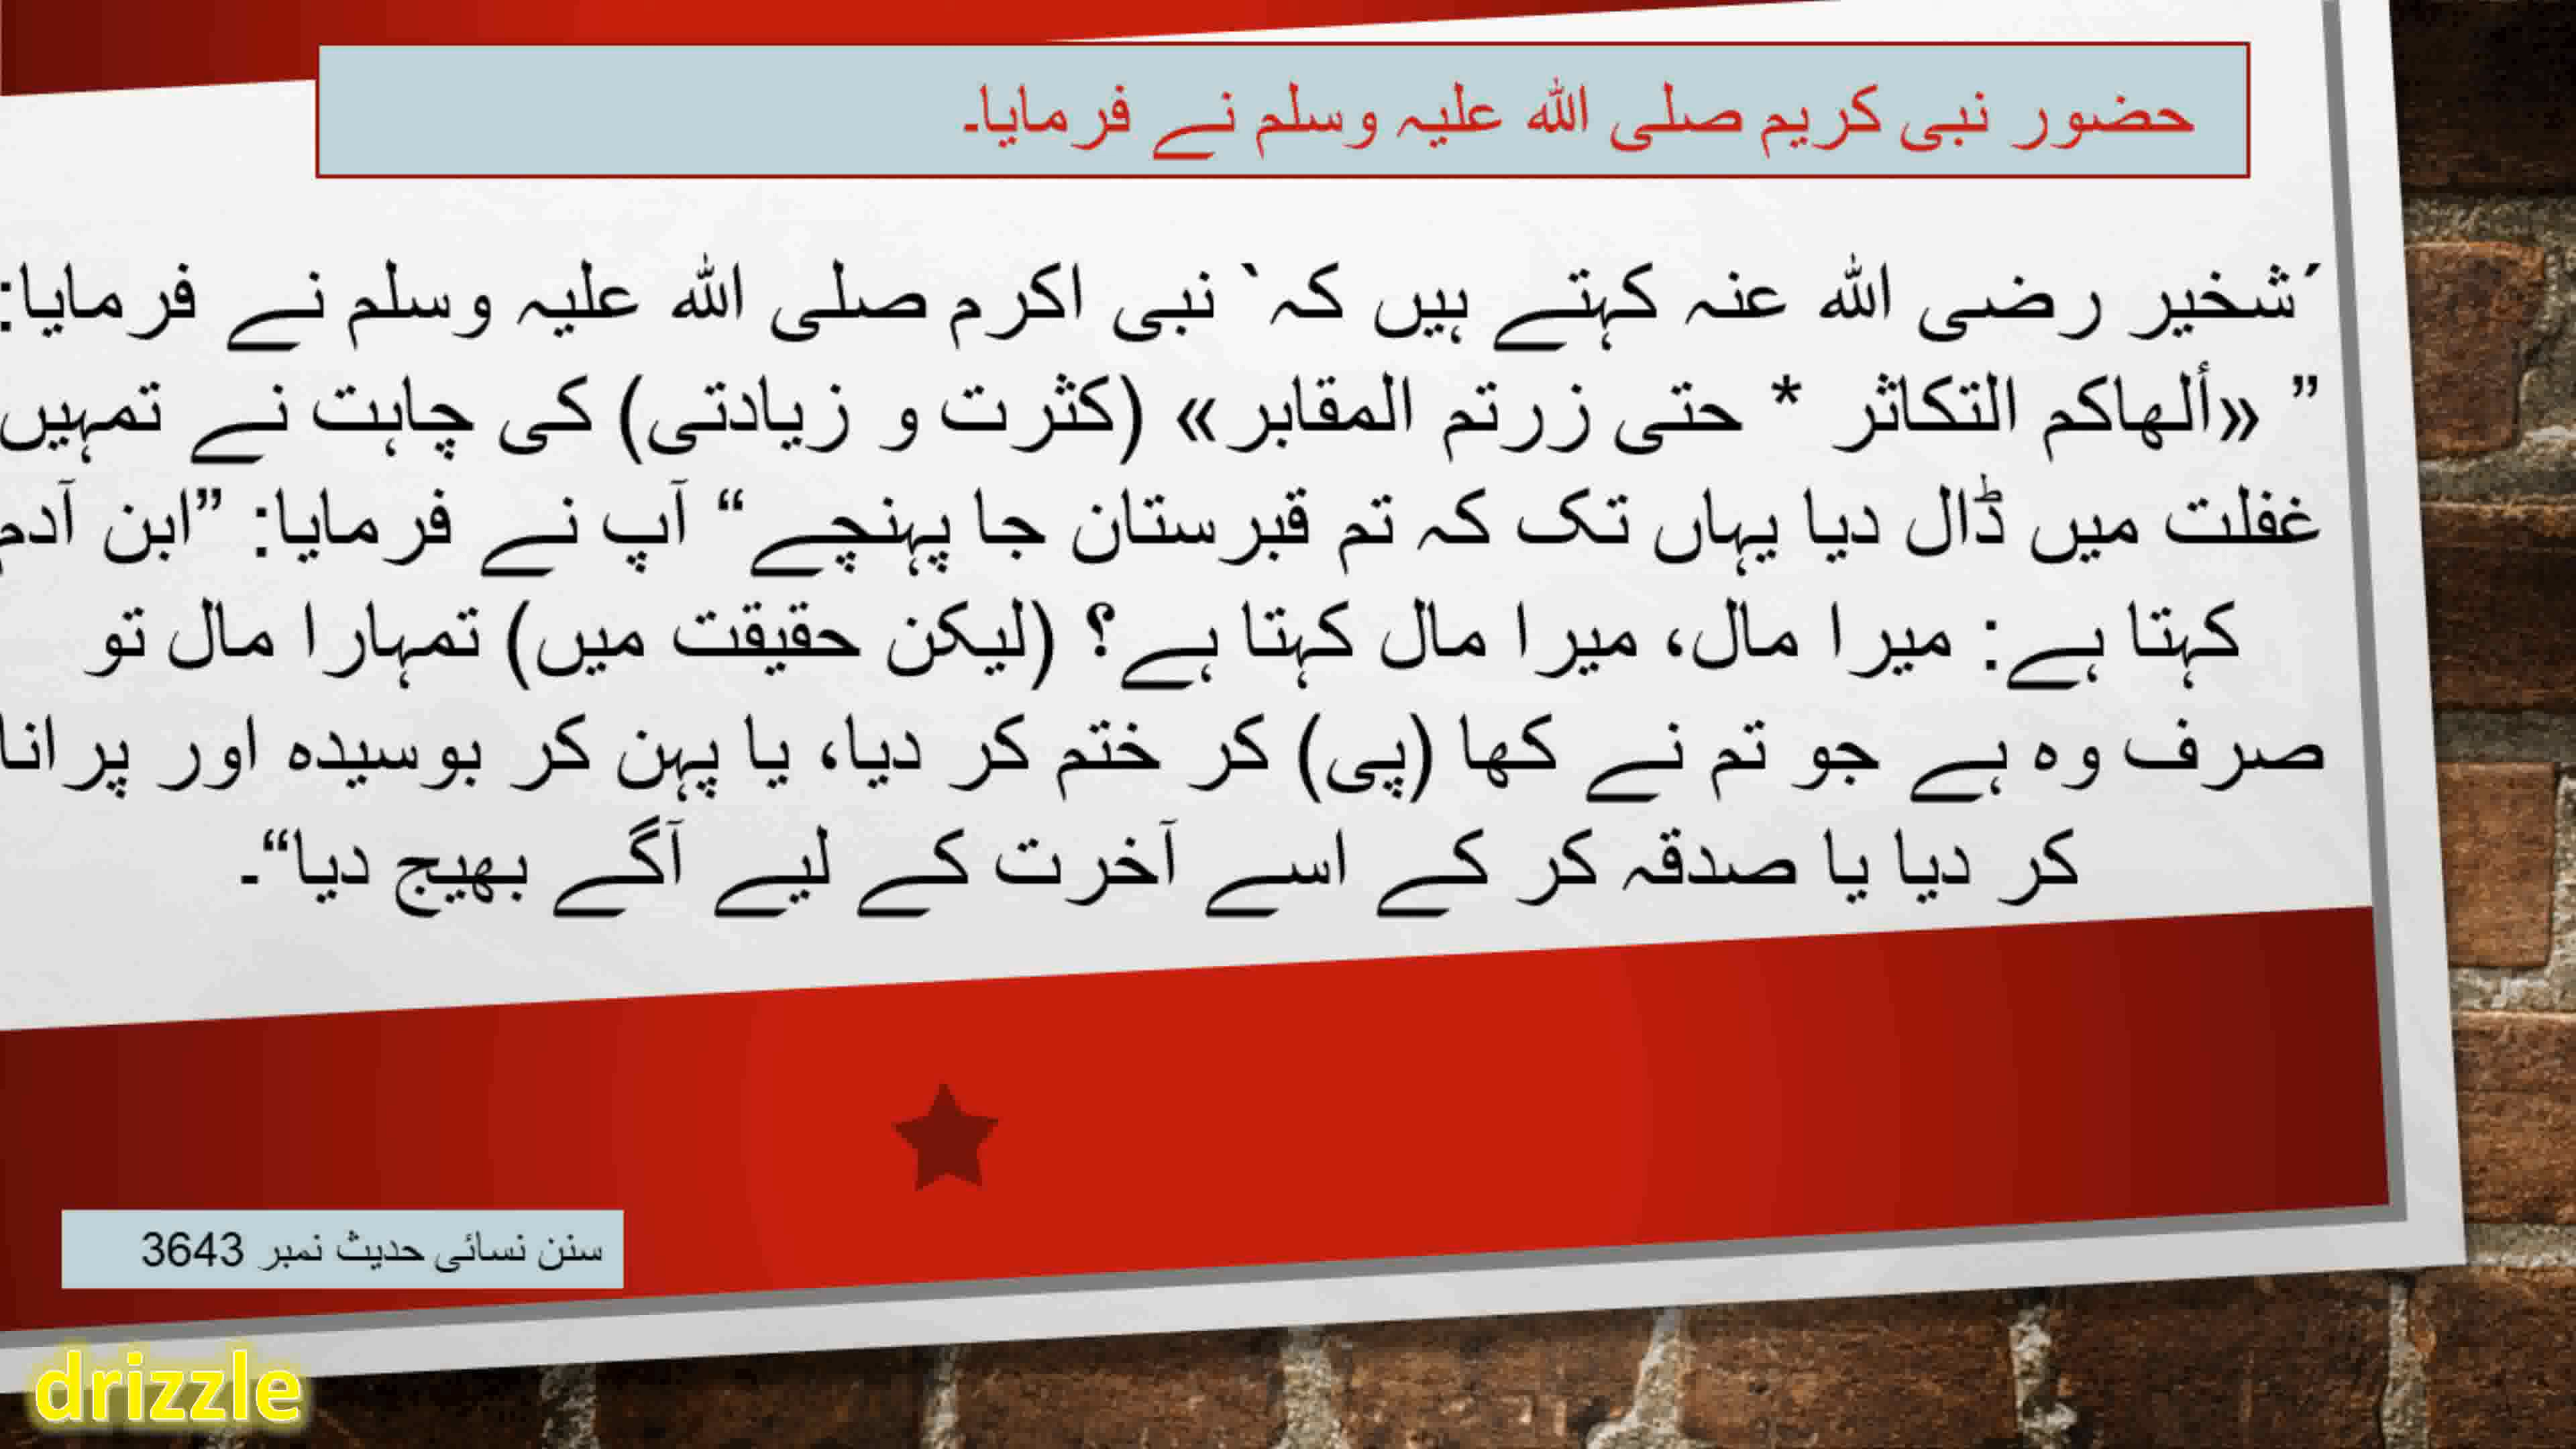 حضور نبی کریم صلی اللہ علیہ وسلم نے فرمایا۔
´شخیر رضی اللہ عنہ کہتے ہیں کہ` نبی اکرم صلی اللہ علیہ وسلم نے فرمایا:
” «ألهاكم التكاثر * حتى زرتم المقابر» (کثرت و زیادتی) کی چاہت نے تمہیں
غفلت میں ڈال دیا یہاں تک کہ تم قبرستان جا پہنچے“ آپ نے فرمایا: ”ابن آدم
کہتا ہے: میرا مال، میرا مال کہتا ہے؟ (لیکن حقیقت میں) تمہارا مال تو
صرف وہ ہے جو تم نے کھا (پی) کر ختم کر دیا، یا پہن کر بوسیدہ اور پرانا
کر دیا یا صدقہ کر کے اسے آخرت کے لیے آگے بھیج دیا“۔
سنن نسائی حدیث نمبر 3643
drizzle